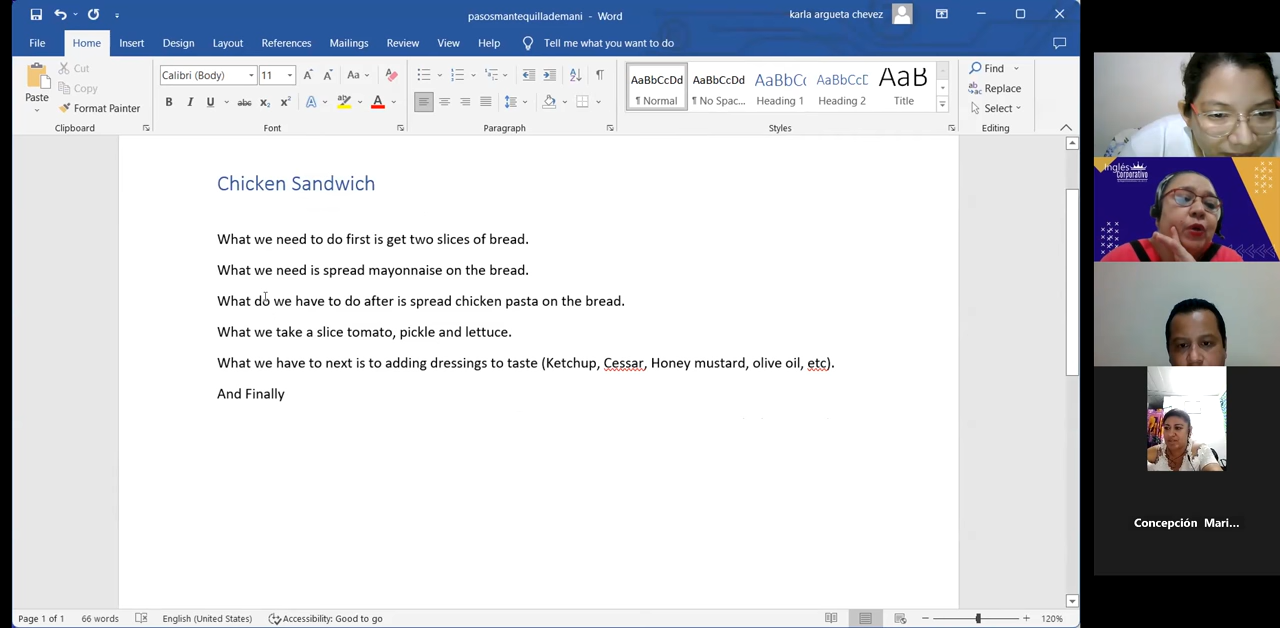 pasosmantequillademani - Word
karla argueta chevez
File Home Insert Design Layout References Mailings Review View Help Tell me what you want to do
Paste
Cut
Copy
Format Painter
Clipboard
Calibri (Body) 11
Font
Paragraph
AaBbCcDd AaBbCcDd AaBbCc AaBbCcD AaB
¶ Normal ¶ No Spac... Heading 1 Heading 2 Title
Styles
Find
Replace
Select
Editing
Chicken Sandwich
What we need to do first is get two slices of bread.
What we need is spread mayonnaise on the bread.
What do we have to do after is spread chicken pasta on the bread.
What we take a slice tomato, pickle and lettuce.
What we have to next is to adding dressings to taste (Ketchup, Cessar, Honey mustard, olive oil, etc).
And Finally
Page 1 of 1 66 words English (United States) Accessibility: Good to go 120%
Inglés
Corporativo
Concepción Mari...